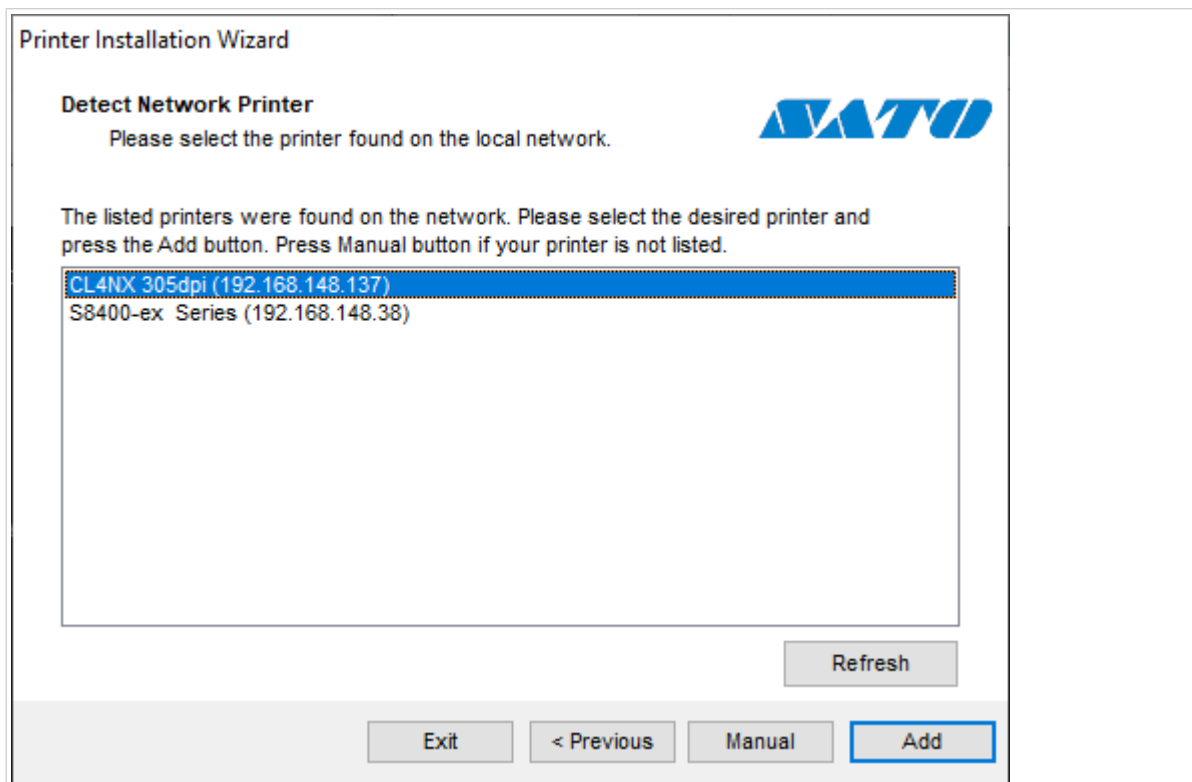 Printer Installation Wizard
Detect Network Printer
SATO
Please select the printer found on the local network.
The listed printers were found on the network. Please select the desired printer and
press the Add button. Press Manual button if your printer is not listed.
CL4NX 305dpi (192.168.148.137)
S8400-ex  Series (192.168.148.38)
Refresh
Exit
< Previous
Manual
Add